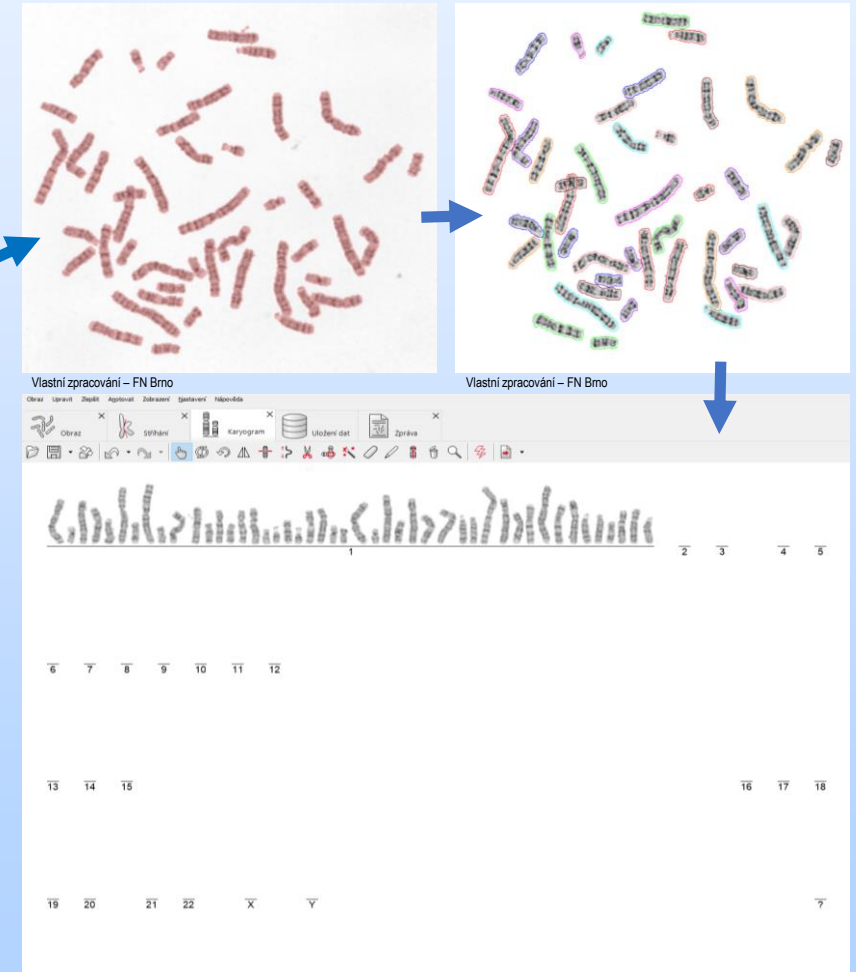 Vlastní zpracování – FN Brno
Vlastní zpracování – FN Brno
Obraz Upravit Zlepšit Anotovat Zobrazení Nastavení Nápověda
Obraz Stříhání Karyogram Uložení dat Zpráva
1 2 3 4 5
6 7 8 9 10 11 12
13 14 15 16 17 18
19 20 21 22 X Y ?